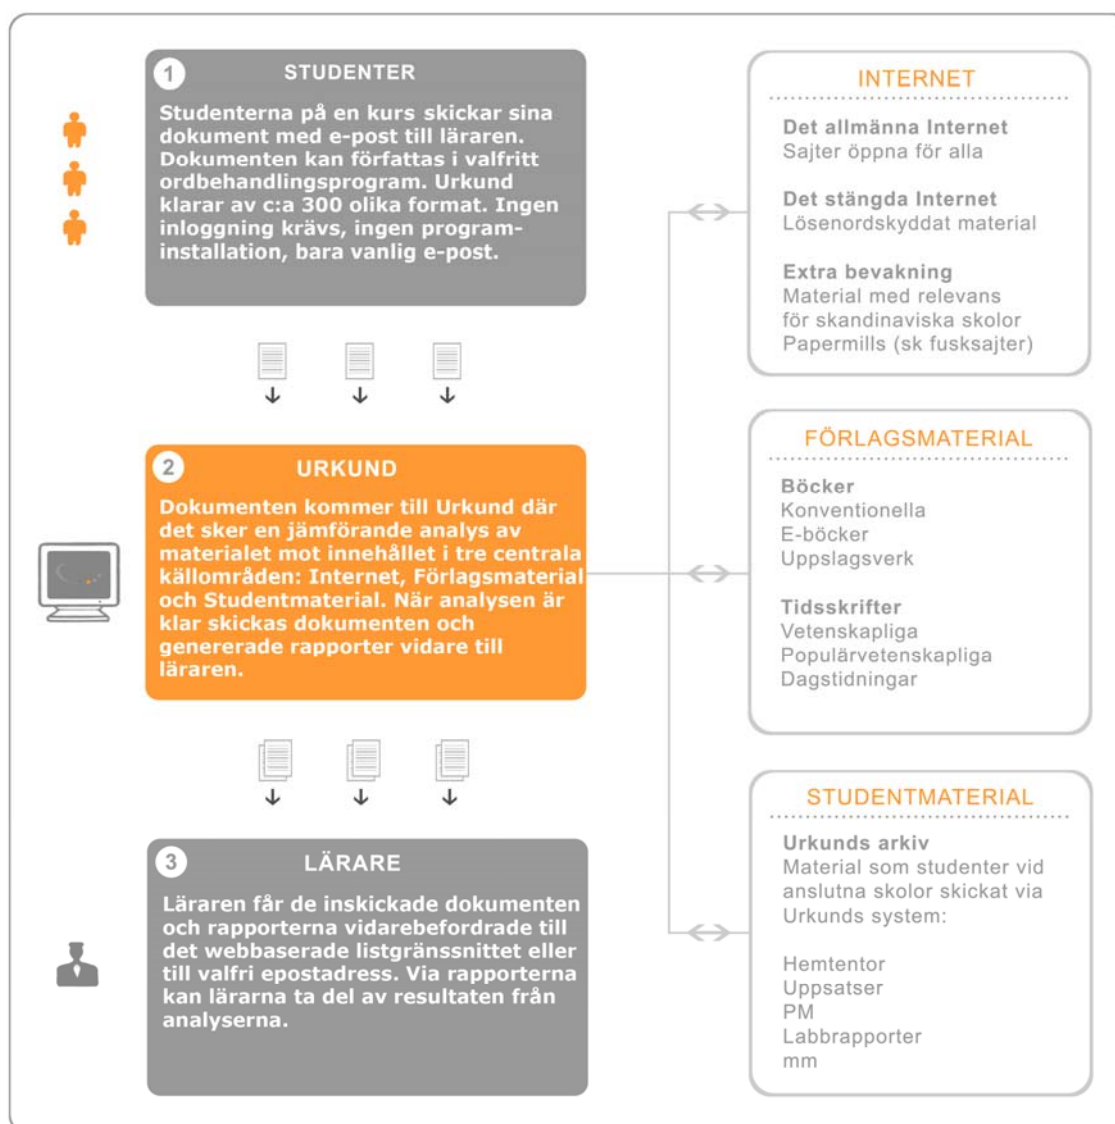 1
STUDENTER
Studenterna på en kurs skickar sina
dokument med e-post till läraren.
Dokumenten kan författas i valfritt
ordbehandlingsprogram. Urkund
klarar av c:a 300 olika format. Ingen
inloggning krävs, ingen program-
installation, bara vanlig e-post.
2
URKUND
Dokumenten kommer till Urkund där
det sker en jämförande analys av
materialet mot innehållet i tre centrala
källområden: Internet, Förlagsmaterial
och Studentmaterial. När analysen är
klar skickas dokumenten och
genererade rapporter vidare till
läraren.
3
LÄRARE
Läraren får de inskickade dokumenten
och rapporterna vidarebefordrade till
det webbaserade listgränssnittet eller
till valfri epostadress. Via rapporterna
kan lärarna ta del av resultaten från
analyserna.
INTERNET
Det allmänna Internet
Sajter öppna för alla
Det stängda Internet
Lösenordskyddat material
Extra bevakning
Material med relevans
för skandinaviska skolor
Papermills (sk fusksajter)
FÖRLAGSMATERIAL
Böcker
Konventionella
E-böcker
Uppslagsverk
Tidsskrifter
Vetenskapliga
Populärvetenskapliga
Dagstidningar
STUDENTMATERIAL
Urkunds arkiv
Material som studenter vid
anslutna skolor skickat via
Urkunds system:
Hemtentor
Uppsatser
PM
Labbrapporter
mm